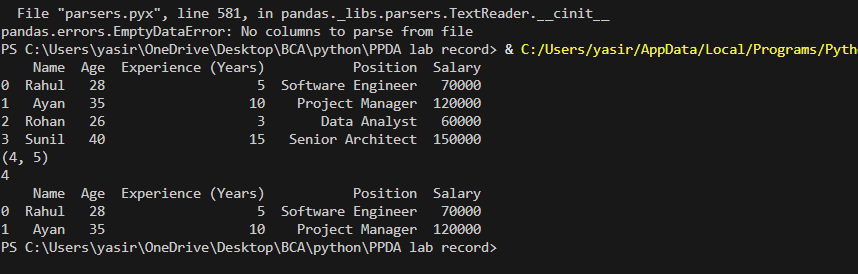 File "parsers.pyx", line 581, in pandas._libs.parsers.TextReader.__cinit__
pandas.errors.EmptyDataError: No columns to parse from file
PS C:\Users\yasir\OneDrive\Desktop\BCA\python\PPDA lab record> & C:/Users/yasir/AppData/Local/Programs/Pytho
    Name  Age  Experience (Years)           Position  Salary
0  Rahul   28                   5  Software Engineer   70000
1   Ayan   35                  10    Project Manager  120000
2  Rohan   26                   3       Data Analyst   60000
3  Sunil   40                  15   Senior Architect  150000
(4, 5)
4
    Name  Age  Experience (Years)           Position  Salary
0  Rahul   28                   5  Software Engineer   70000
1   Ayan   35                  10    Project Manager  120000
PS C:\Users\yasir\OneDrive\Desktop\BCA\python\PPDA lab record>